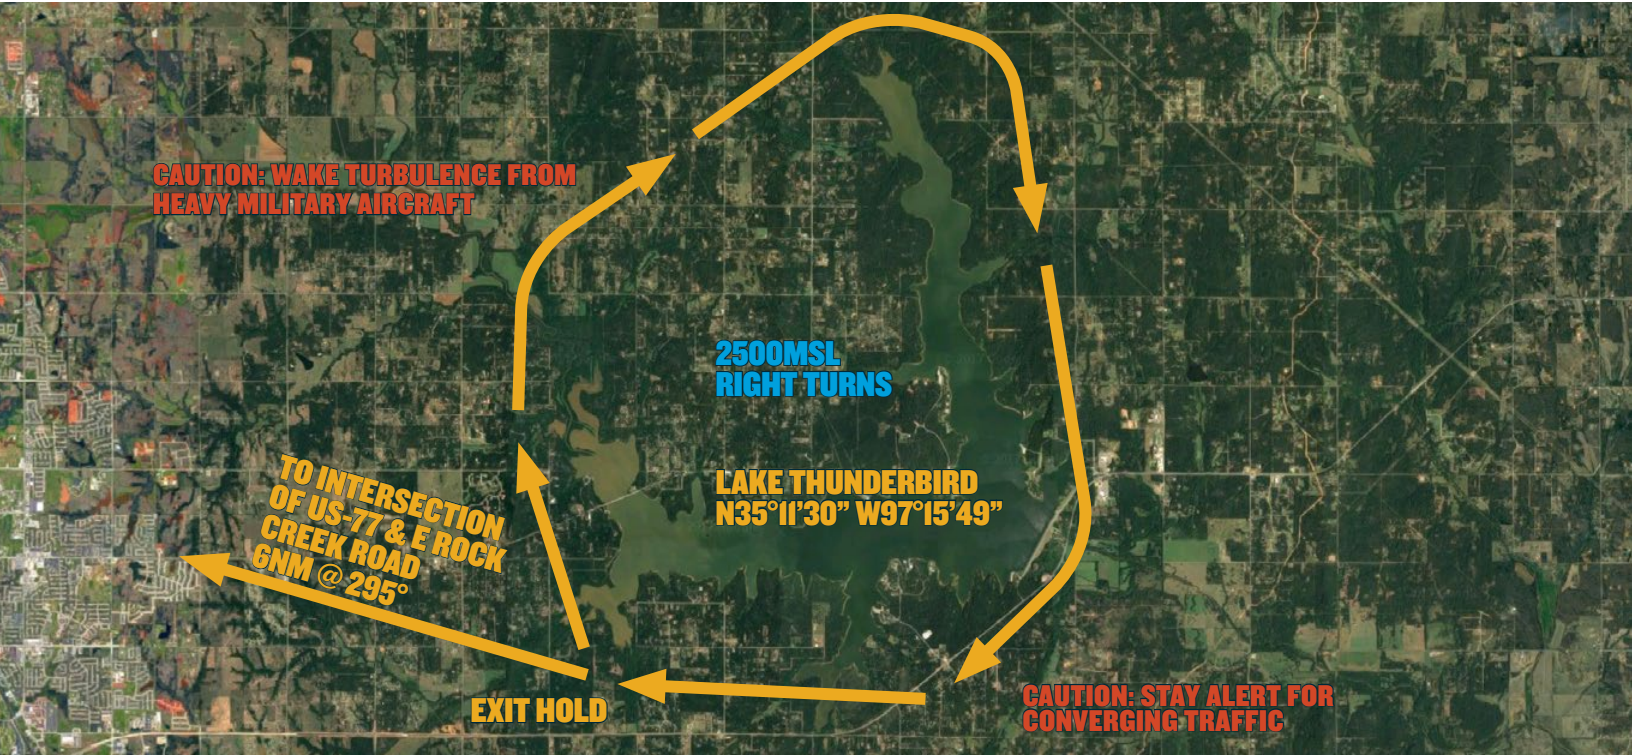 CAUTION: WAKE TURBULENCE FROM
HEAVY MILITARY AIRCRAFT
2500MSL
RIGHT TURNS
LAKE THUNDERBIRD
N35°11'30” W97°15'49”
TO INTERSECTION
OF US-77 & E ROCK
CREEK ROAD
6NM @ 295°
EXIT HOLD
CAUTION: STAY ALERT FOR
CONVERGING TRAFFIC